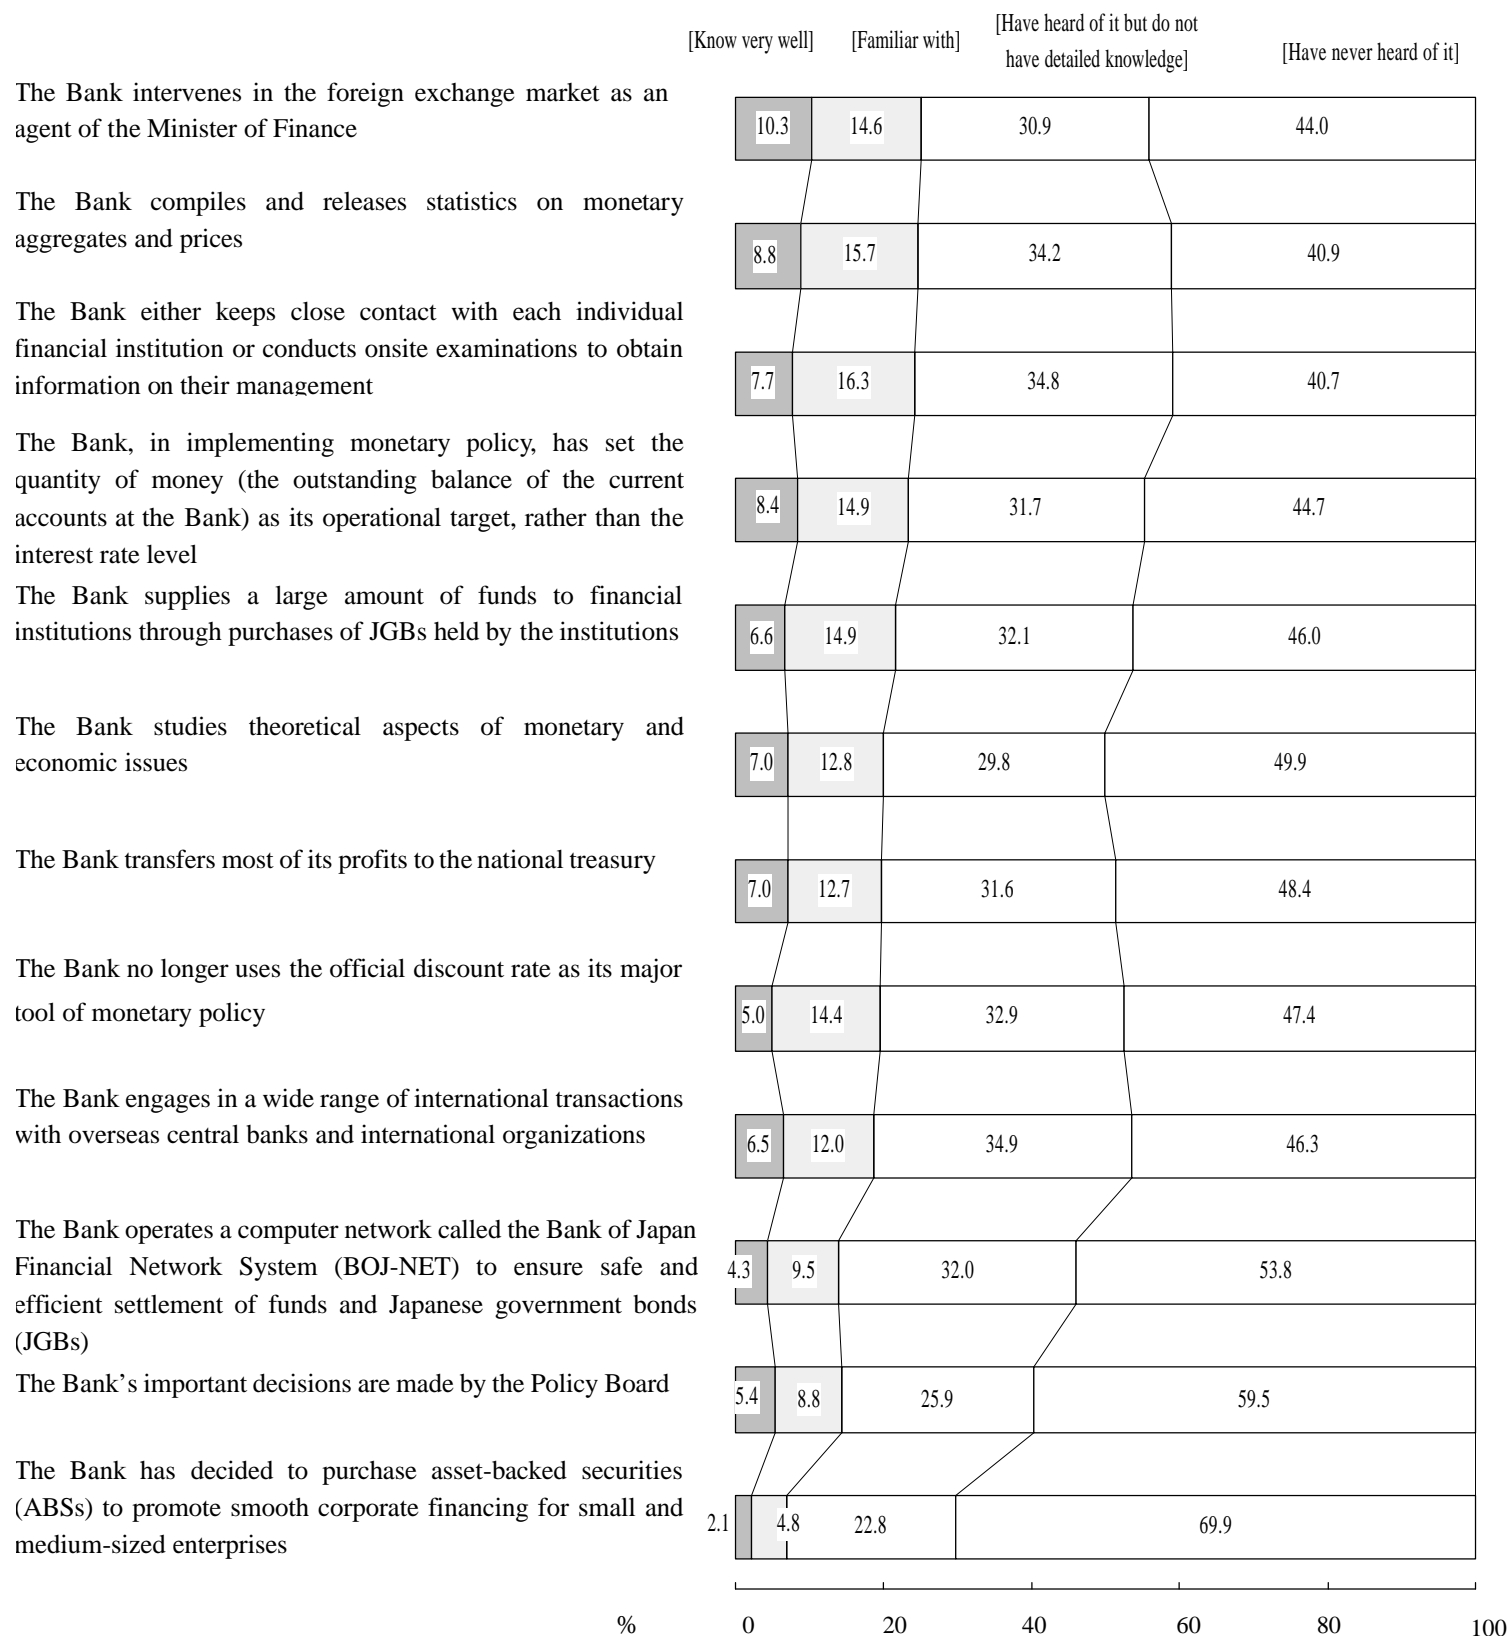 [Know very well]
[Familiar with]
[Have heard of it but do not
have detailed knowledge]
[Have never heard of it]
The Bank intervenes in the foreign exchange market as an
agent of the Minister of Finance
10.3 14.6 30.9 44.0
The Bank compiles and releases statistics on monetary
aggregates and prices
8.8 15.7 34.2 40.9
The Bank either keeps close contact with each individual
financial institution or conducts onsite examinations to obtain
information on their management
7.7 16.3 34.8 40.7
The Bank, in implementing monetary policy, has set the
quantity of money (the outstanding balance of the current
accounts at the Bank) as its operational target, rather than the
interest rate level
8.4 14.9 31.7 44.7
The Bank supplies a large amount of funds to financial
institutions through purchases of JGBs held by the institutions
6.6 14.9 32.1 46.0
The Bank studies theoretical aspects of monetary and
economic issues
7.0 12.8 29.8 49.9
The Bank transfers most of its profits to the national treasury
7.0 12.7 31.6 48.4
The Bank no longer uses the official discount rate as its major
tool of monetary policy
5.0 14.4 32.9 47.4
The Bank engages in a wide range of international transactions
with overseas central banks and international organizations
6.5 12.0 34.9 46.3
The Bank operates a computer network called the Bank of Japan
Financial Network System (BOJ-NET) to ensure safe and
efficient settlement of funds and Japanese government bonds
(JGBs)
4.3 9.5 32.0 53.8
The Bank’s important decisions are made by the Policy Board
5.4 8.8 25.9 59.5
The Bank has decided to purchase asset-backed securities
(ABSs) to promote smooth corporate financing for small and
medium-sized enterprises
2.1 4.8 22.8 69.9
% 0 20 40 60 80 100